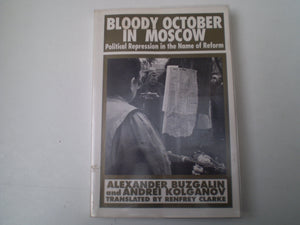 BLOODY OCTOBER
IN MOSCOW
Political Repression in the Name of Reform
ALEXANDER BUZGALIN
and ANDREI KOLGANOV
TRANSLATED BY RENFREY CLARKE